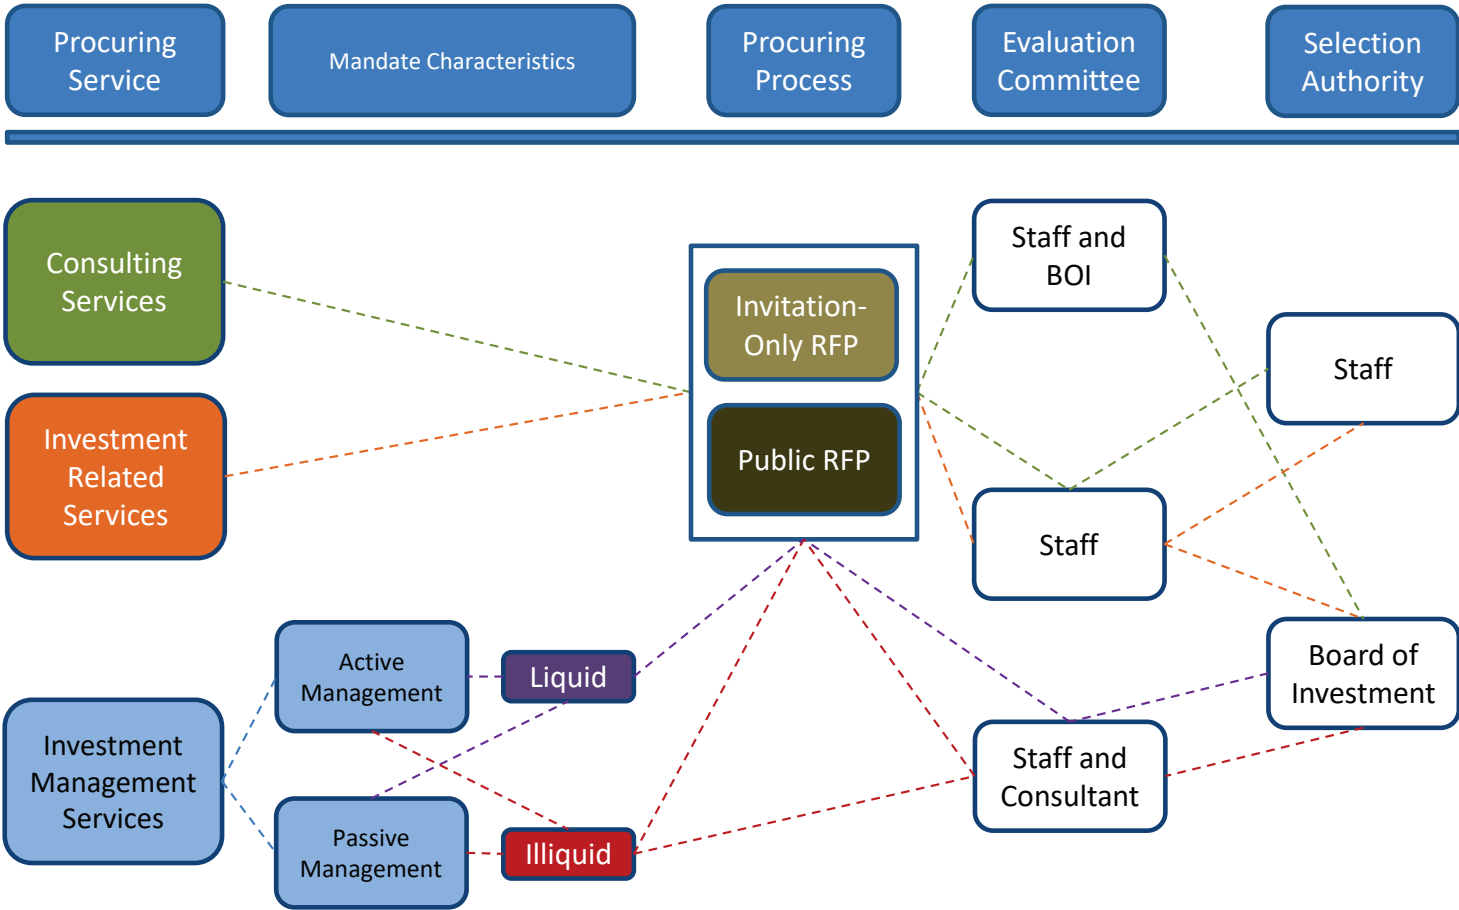 Procuring
Service
Mandate Characteristics
Procuring
Process
Evaluation
Committee
Selection
Authority
Consulting
Services
Investment
Related
Services
Investment
Management
Services
Active
Management
Passive
Management
Liquid
Illiquid
Invitation-
Only RFP
Public RFP
Staff and
BOI
Staff
Staff and
Consultant
Staff
Board of
Investment